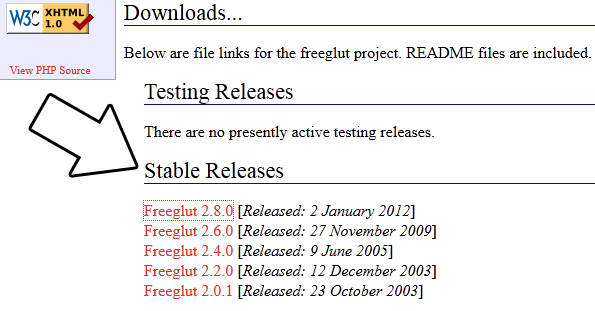 W3C XHTML 1.0
View PHP Source
Downloads...
Below are file links for the freeglut project. README files are included.
Testing Releases
There are no presently active testing releases.
Stable Releases
Freeglut 2.8.0 [Released: 2 January 2012]
Freeglut 2.6.0 [Released: 27 November 2009]
Freeglut 2.4.0 [Released: 9 June 2005]
Freeglut 2.2.0 [Released: 12 December 2003]
Freeglut 2.0.1 [Released: 23 October 2003]